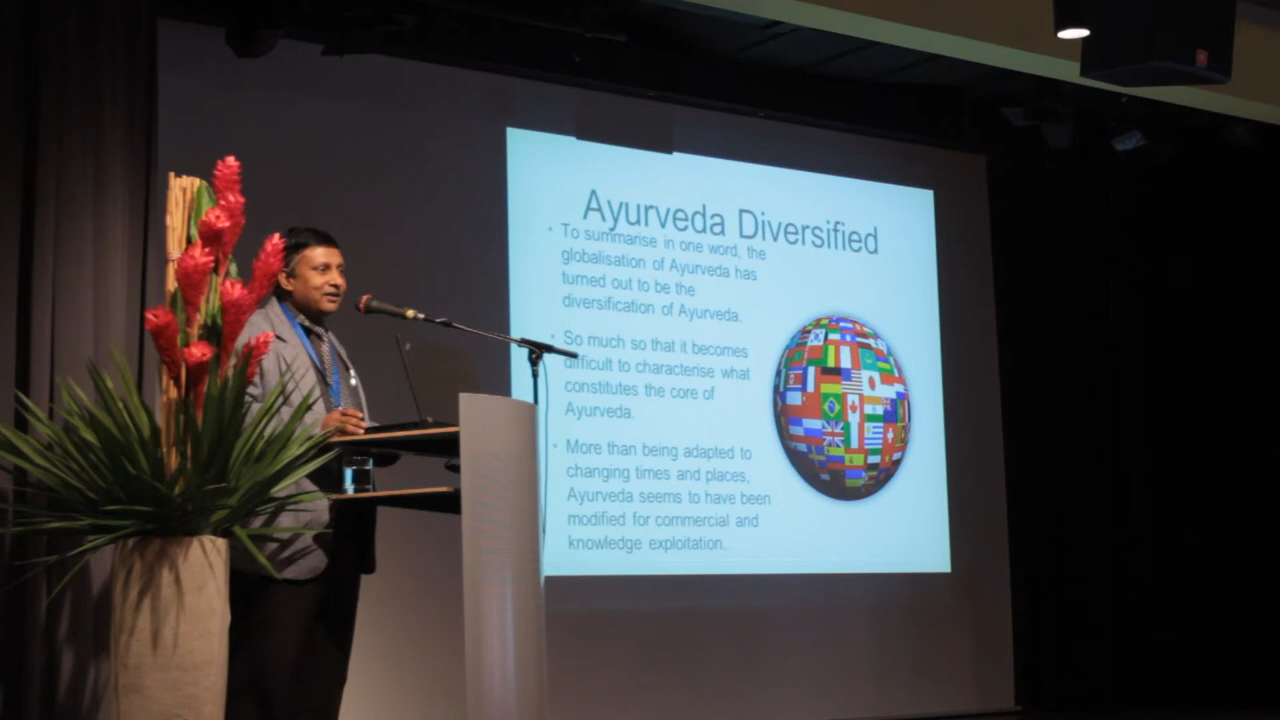 Ayurveda Diversified
• To summarise in one word, the
globalisation of Ayurveda has
turned out to be the
diversification of Ayurveda.
• So much so that it becomes
difficult to characterise what
constitutes the core of
Ayurveda.
• More than being adapted to
changing times and places,
Ayurveda seems to have been
modified for commercial and
knowledge exploitation.